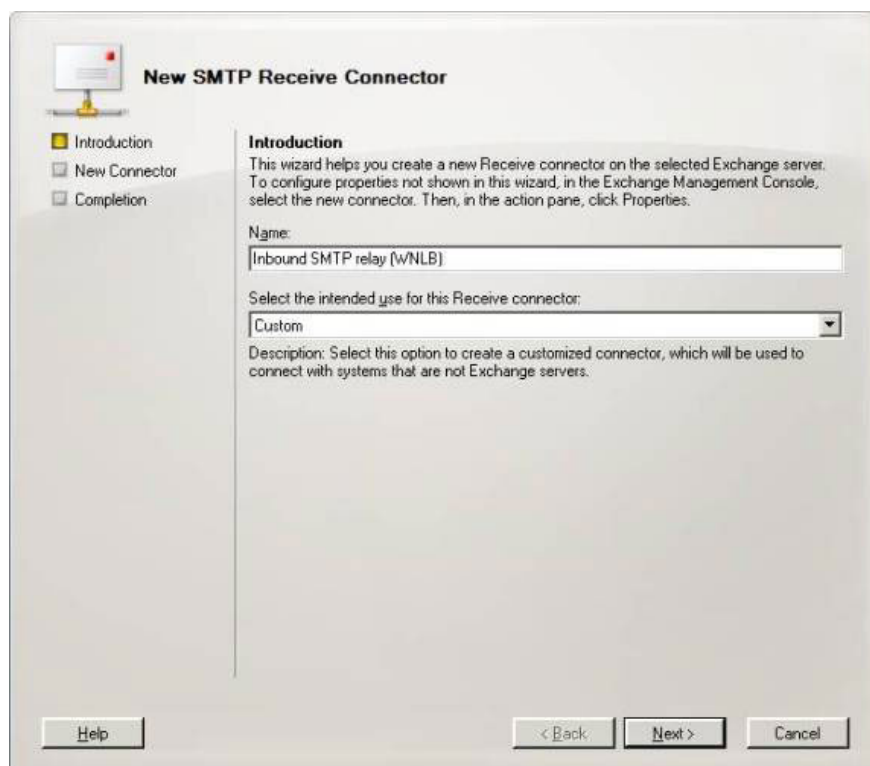 New SMTP Receive Connector
Introduction
New Connector
Completion
Introduction
This wizard helps you create a new Receive connector on the selected Exchange server.
To configure properties not shown in this wizard, in the Exchange Management Console,
select the new connector. Then, in the action pane, click Properties.
Name:
Inbound SMTP relay (WNLB)
Select the intended use for this Receive connector:
Custom
Description: Select this option to create a customized connector, which will be used to
connect with systems that are not Exchange servers.
Help
< Back
Next >
Cancel